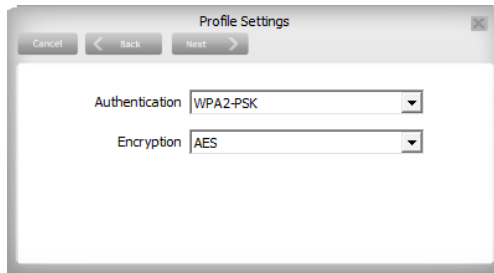 Profile Settings
Cancel Back Next
Authentication WPA2-PSK
Encryption AES